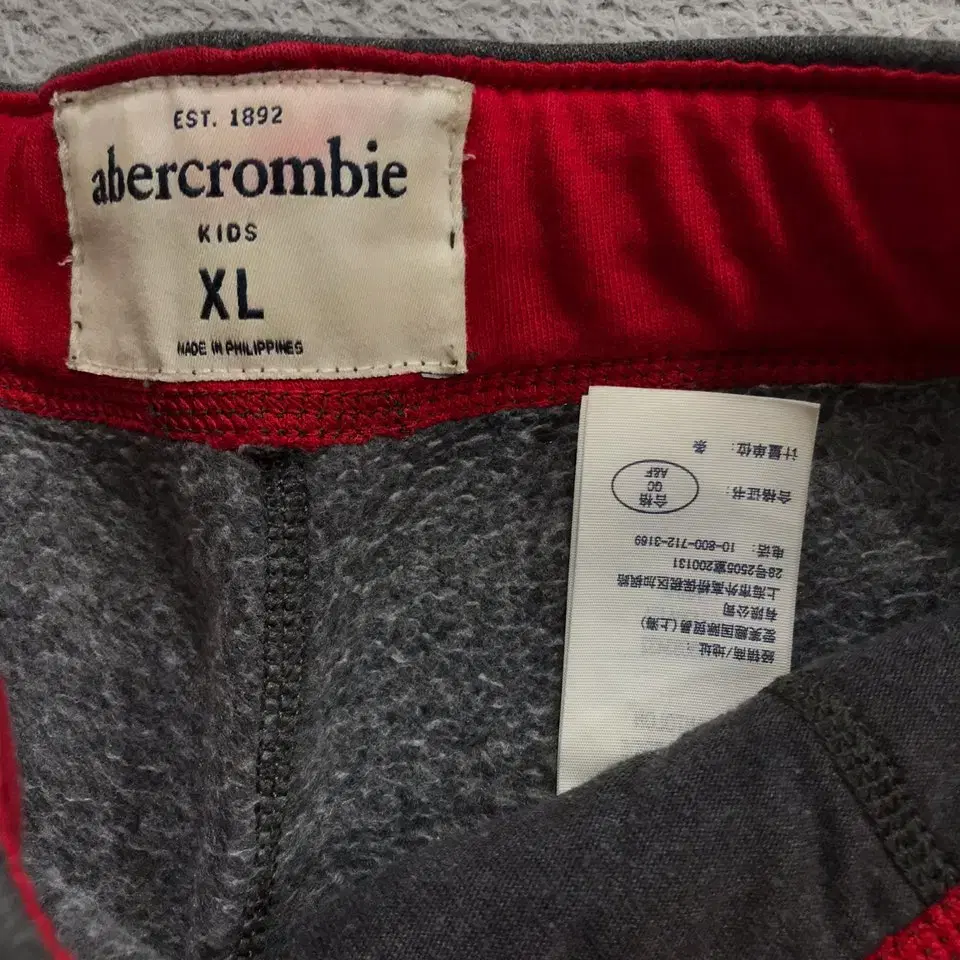 EST. 1892
abercrombie
KIDS
XL
MADE IN PHILIPPINES
经销商/地址:
爱芙趣国际贸易(上海)
有限公司
上海市外高桥保税区加枫路
28号2505室200131
电话: 10-800-712-3169
合格证书:
合格
QC
A&F
计量单位: 条